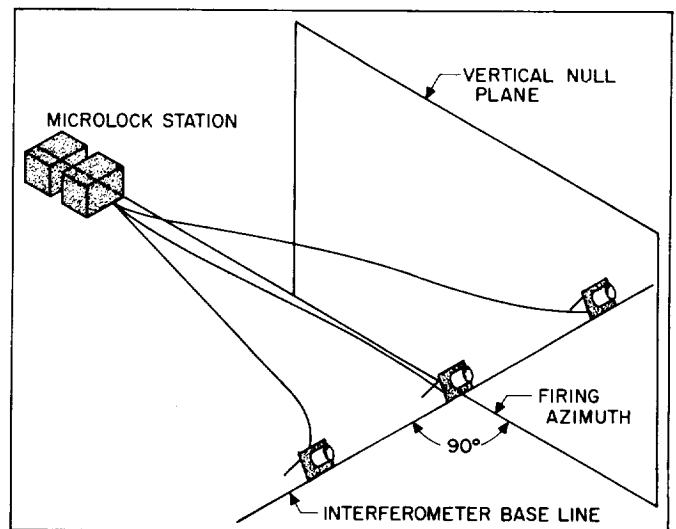 VERTICAL NULL
PLANE
MICROLOCK STATION
FIRING
AZIMUTH
90°
INTERFEROMETER BASE LINE